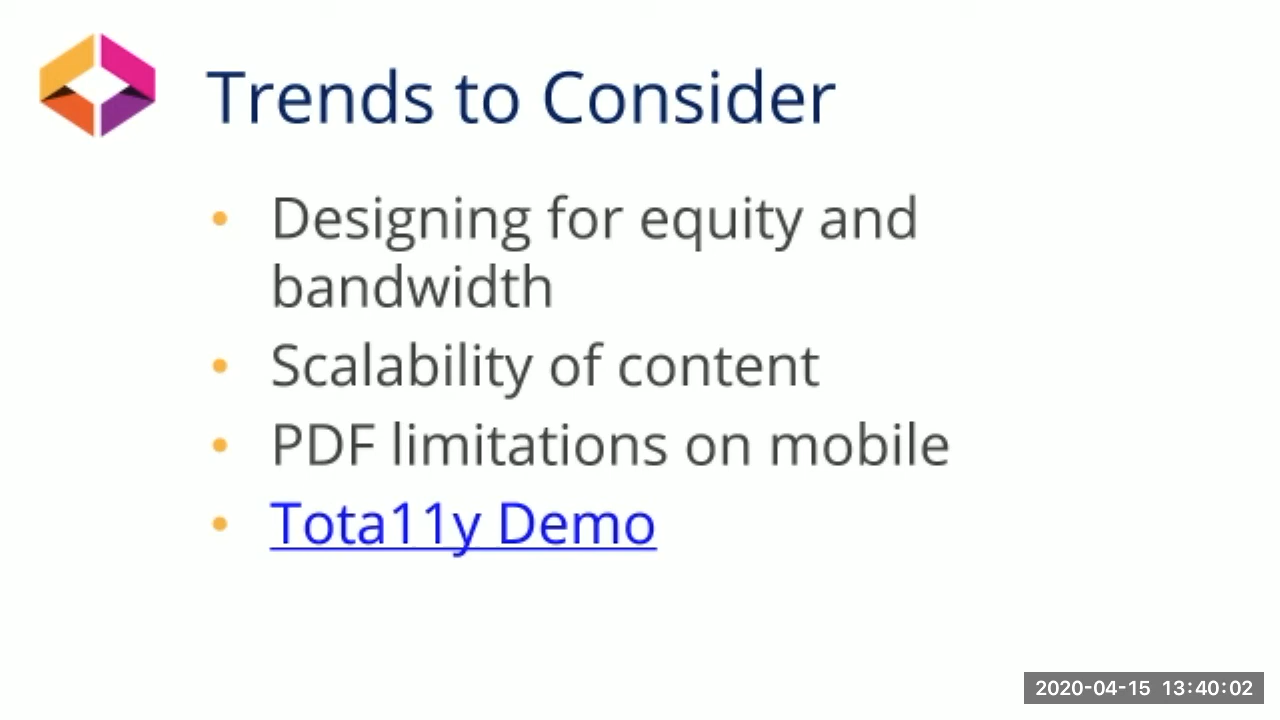 Trends to Consider
• Designing for equity and
bandwidth
• Scalability of content
• PDF limitations on mobile
• Tota11y Demo
2020-04-15 13:40:02